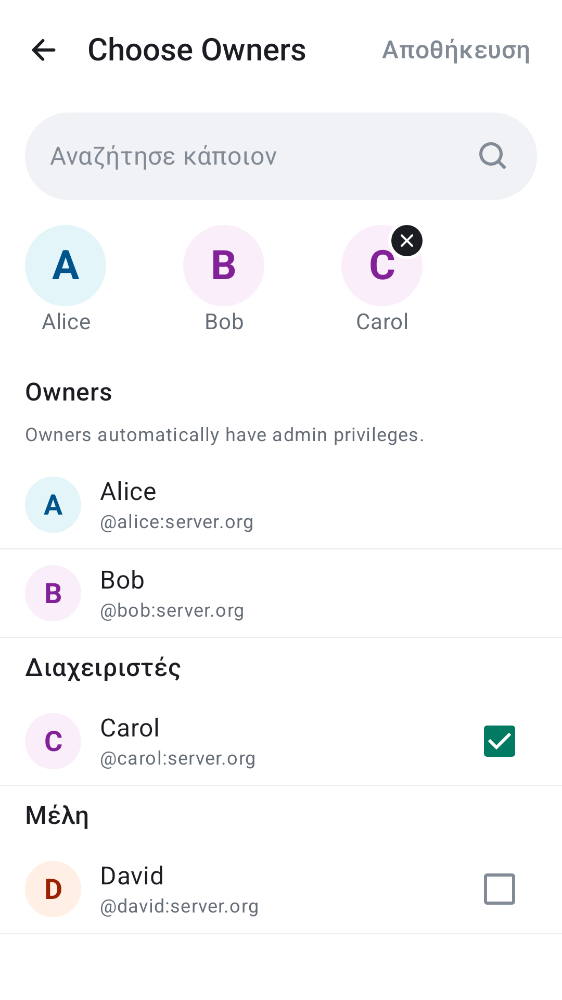 Choose Owners
Αποθήκευση
Αναζήτησε κάποιον
A
B
C
Alice
Bob
Carol
Owners
Owners automatically have admin privileges.
A
Alice
@alice:server.org
B
Bob
@bob:server.org
Διαχειριστές
C
Carol
@carol:server.org
Μέλη
D
David
@david:server.org